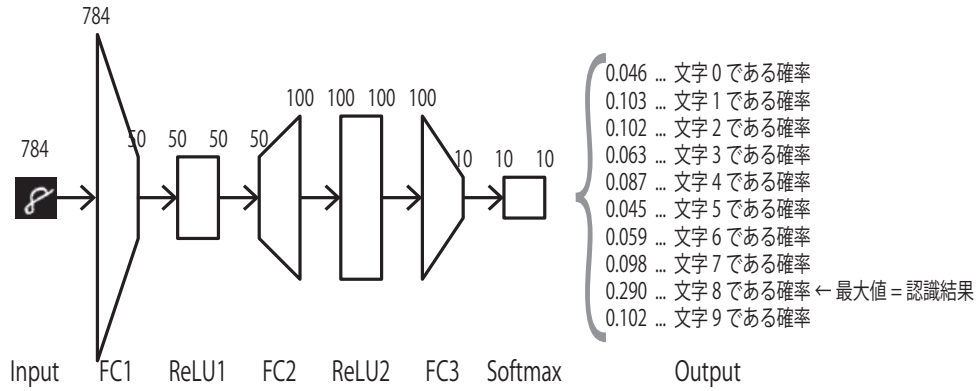 784
784
50
50
50
50
100
100
100
100
10
10
10
0.046 ... 文字 0 である確率
0.103 ... 文字 1 である確率
0.102 ... 文字 2 である確率
0.063 ... 文字 3 である確率
0.087 ... 文字 4 である確率
0.045 ... 文字 5 である確率
0.059 ... 文字 6 である確率
0.098 ... 文字 7 である確率
0.290 ... 文字 8 である確率 ← 最大値 = 認識結果
0.102 ... 文字 9 である確率
Input FC1 ReLU1 FC2 ReLU2 FC3 Softmax Output